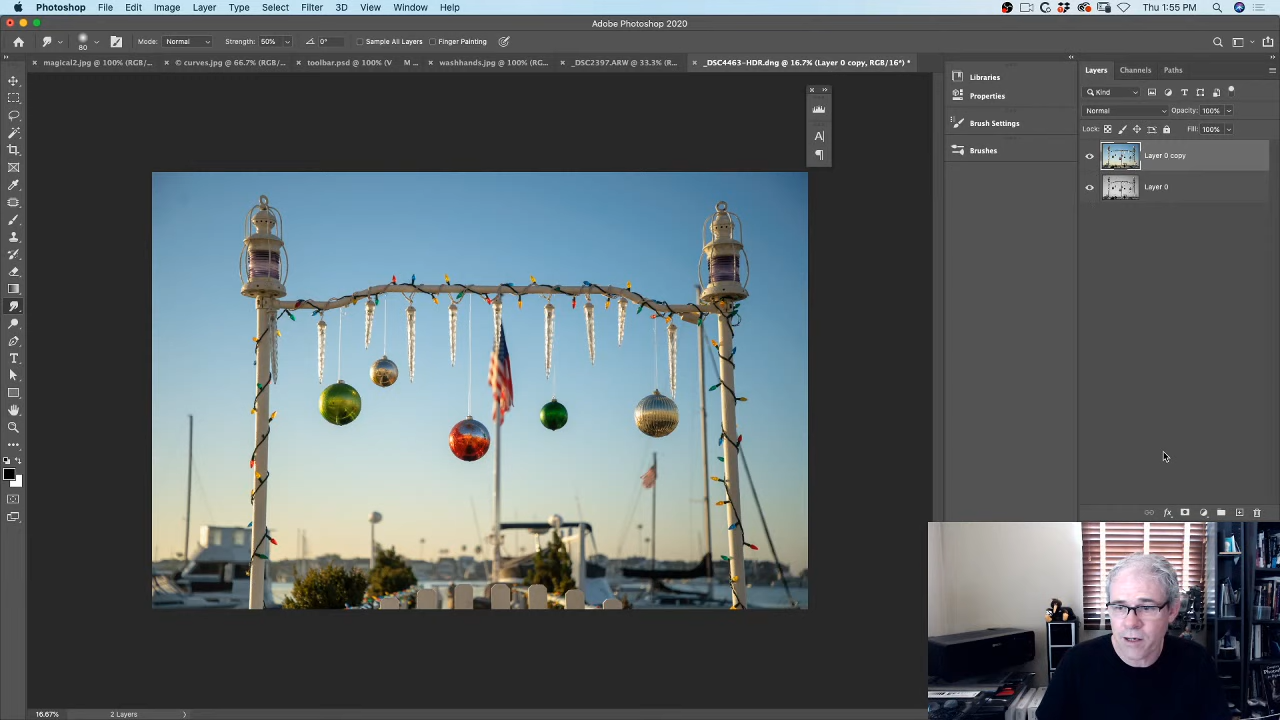 Photoshop File Edit Image Layer Type Select Filter 3D View Window Help Thu 1:55 PM
Adobe Photoshop 2020
80 Mode: Normal Strength: 50% 0° Sample All Layers Finger Painting
magical2.jpg @ 100% (RGB/... © curves.jpg @ 66.7% (RGB/... toolbar.psd @ 100% (V M ... washhands.jpg @ 100% (RG... _DSC2397.ARW @ 33.3% (R... _DSC4463-HDR.dng @ 16.7% (Layer 0 copy, RGB/16*) *
Layers Channels Paths
Libraries
Kind
Properties
Normal Opacity: 100%
Brush Settings
Lock: Fill: 100%
Brushes
Layer 0 copy
Layer 0
16.67% 2 Layers